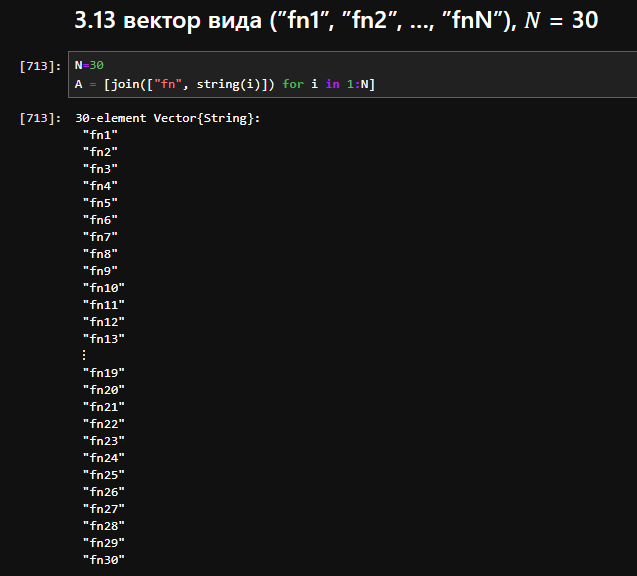 3.13 вектор вида ("fn1", "fn2", ..., "fnN"), N = 30
[713]: N=30
A = [join(["fn", string(i)]) for i in 1:N]
[713]: 30-element Vector{String}:
"fn1"
"fn2"
"fn3"
"fn4"
"fn5"
"fn6"
"fn7"
"fn8"
"fn9"
"fn10"
"fn11"
"fn12"
"fn13"
⋮
"fn19"
"fn20"
"fn21"
"fn22"
"fn23"
"fn24"
"fn25"
"fn26"
"fn27"
"fn28"
"fn29"
"fn30"